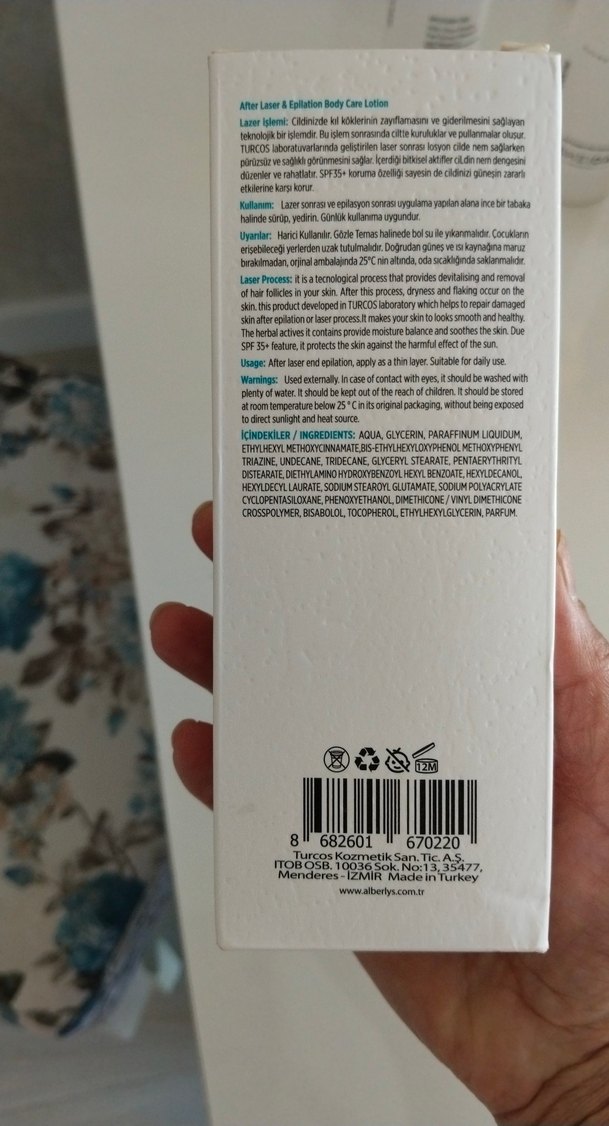 After Laser & Epilation Body Care Lotion
Lazer İşlemi: Cildinizde kıl köklerinin zayıflamasını ve giderilmesini sağlayan
teknolojik bir işlemdir. Bu işlem sonrasında ciltte kuruluklar ve pullanmalar oluşur.
TURCOS laboratuvarlarında geliştirilen laser sonrası losyon cilde nem sağlarken
pürüzsüz ve sağlıklı görünmesini sağlar. İçerdiği bitkisel aktifler cil.din nem dengesini
düzenler ve rahatlatır. SPF35+ koruma özelliği sayesin de cildinizi güneşin zararlı
etkilerine karşı korur.
Kullanım: Lazer sonrası ve epilasyon sonrası uygulama yapılan alana ince bir tabaka
halinde sürüp, yedirin. Günlük kullanıma uygundur.
Uyarılar: Harici Kullanılır. Gözle Temas halinede bol su ile yıkanmalıdır. Çocukların
erişebileceği yerlerden uzak tutulmalıdır. Doğrudan güneş ve ısı kaynağına maruz
bırakılmadan, orjinal ambalajında 25°C nin altında, oda sıcaklığında saklanmalıdır.
Laser Process: it is a tecnological process that provides devitalising and removal
of hair follicles in your skin. After this process, dryness and flaking occur on the
skin. this product developed in TURCOS laboratory which helps to repair damaged
skin after epilation or laser process.It makes your skin to looks smooth and healthy.
The herbal actives it contains provide moisture balance and soothes the skin. Due
SPF 35+ feature, it protects the skin against the harmful effect of the sun.
Usage: After laser end epilation, apply as a thin layer. Suitable for daily use.
Warnings: Used externally. In case of contact with eyes, it should be washed with
plenty of water. It should be kept out of the reach of children. It should be stored
at room temperature below 25 ° C in its original packaging, without being exposed
to direct sunlight and heat source.
İÇİNDEKİLER / INGREDIENTS: AQUA, GLYCERIN, PARAFFINUM LIQUIDUM,
ETHYLHEXYL METHOXYCINNAMATE,BIS-ETHYLHEXYLOXYPHENOL METHOXYPHENYL
TRIAZINE, UNDECANE, TRIDECANE, GLYCERYL STEARATE, PENTAERYTHRITYL
DISTEARATE, DIETHYLAMINO HYDROXYBENZOYL HEXYL BENZOATE, HEXYLDECANOL,
HEXYLDECYL LAURATE, SODIUM STEAROYL GLUTAMATE, SODIUM POLYACRYLATE
CYCLOPENTASILOXANE, PHENOXYETHANOL, DIMETHICONE / VINYL DIMETHICONE
CROSSPOLYMER, BISABOLOL, TOCOPHEROL, ETHYLHEXYLGLYCERIN, PARFUM.
12M
8 682601 670220
Turcos Kozmetik San. Tic. A.Ş.
ITOB OSB. 10036 Sok. No:13, 35477,
Menderes - İZMİR Made in Turkey
www.alberlys.com.tr